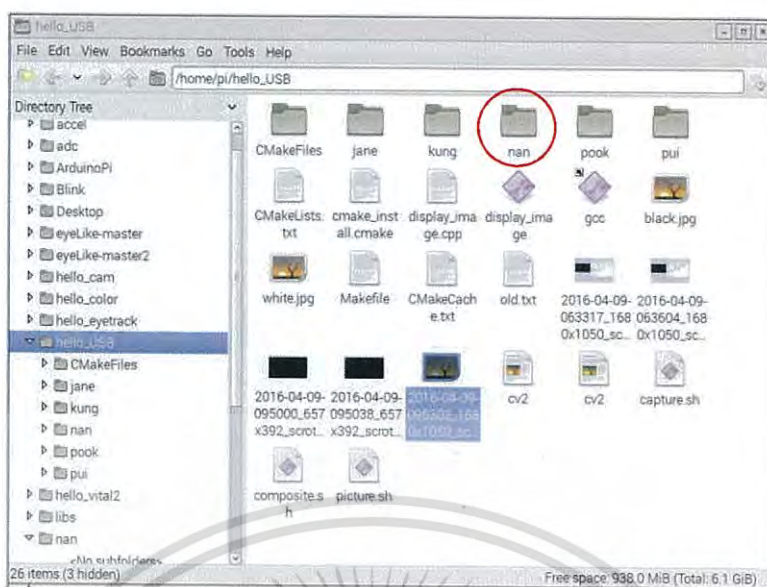 hello_USB
File Edit View Bookmarks Go Tools Help
/home/pi/hello_USB
Directory Tree
accel
adc
ArduinoPi
Blink
Desktop
eyeLike-master
eyeLike-master2
hello_cam
hello_color
hello_eyetrack
hello_USB
CMakeFiles
jane
kung
nan
pook
pui
hello_vital2
libs
nan
<No subfolders>
CMakeFiles jane kung nan pook pui
CMakeLists. cmake_inst display_ima display_ima gcc black.jpg
txt all.cmake ge.cpp ge
white.jpg Makefile CMakeCach old.txt 2016-04-09- 2016-04-09-
e.txt 063317_168 063604_168
0x1050_sc... 0x1050_sc...
2016-04-09- 2016-04-09- 2016-04-09- cv2 cv2 capture.sh
095000_657 095038_657
x392_scrot... x392_scrot... 0x1050_sc...
composite.s picture.sh
h
26 items (3 hidden) Free space: 938.0 MiB (Total: 6.1 GiB)